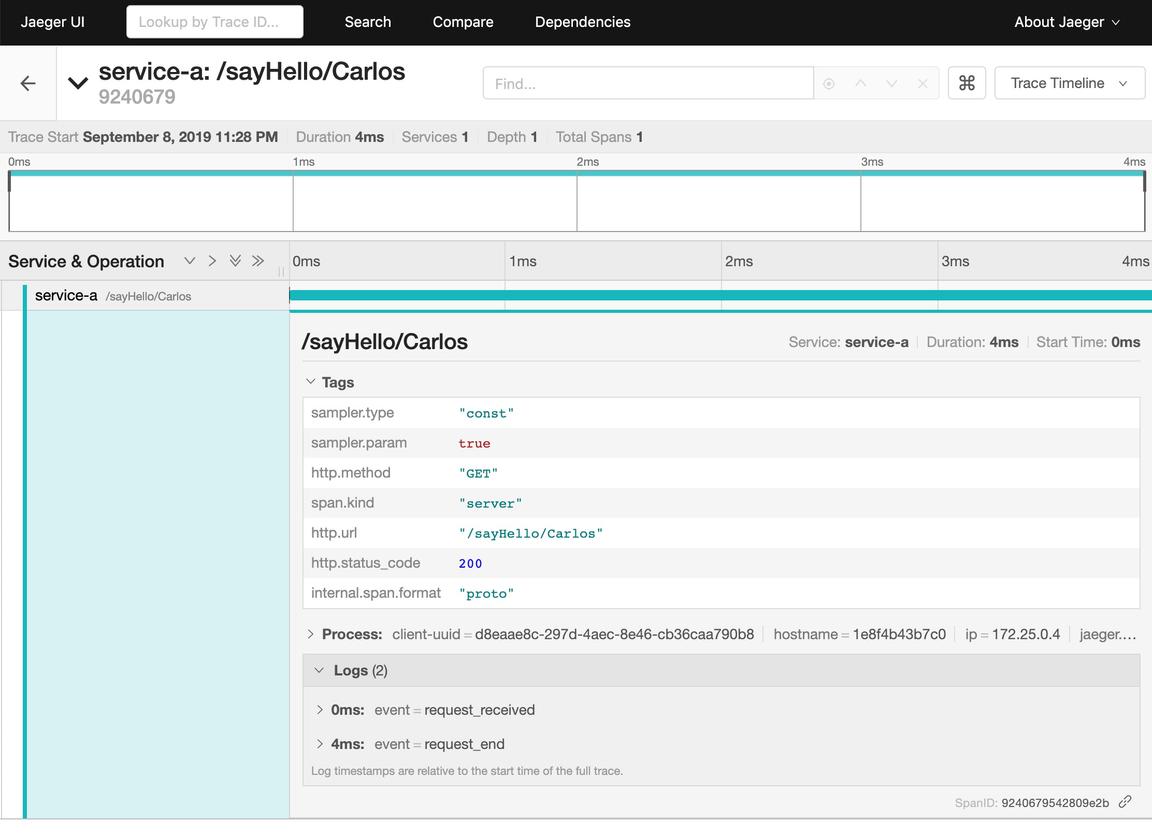 Jaeger UI Lookup by Trace ID... Search Compare Dependencies About Jaeger
service-a: /sayHello/Carlos
9240679
Find... ⌘ Trace Timeline
Trace Start September 8, 2019 11:28 PM Duration 4ms Services 1 Depth 1 Total Spans 1
0ms 1ms 2ms 3ms 4ms
Service & Operation 0ms 1ms 2ms 3ms 4ms
service-a /sayHello/Carlos
/sayHello/Carlos Service: service-a Duration: 4ms Start Time: 0ms
Tags
sampler.type "const"
sampler.param true
http.method "GET"
span.kind "server"
http.url "/sayHello/Carlos"
http.status_code 200
internal.span.format "proto"
Process: client-uuid = d8eaae8c-297d-4aec-8e46-cb36caa790b8 hostname = 1e8f4b43b7c0 ip = 172.25.0.4 jaeger....
Logs (2)
0ms: event = request_received
4ms: event = request_end
Log timestamps are relative to the start time of the full trace.
SpanID: 9240679542809e2b